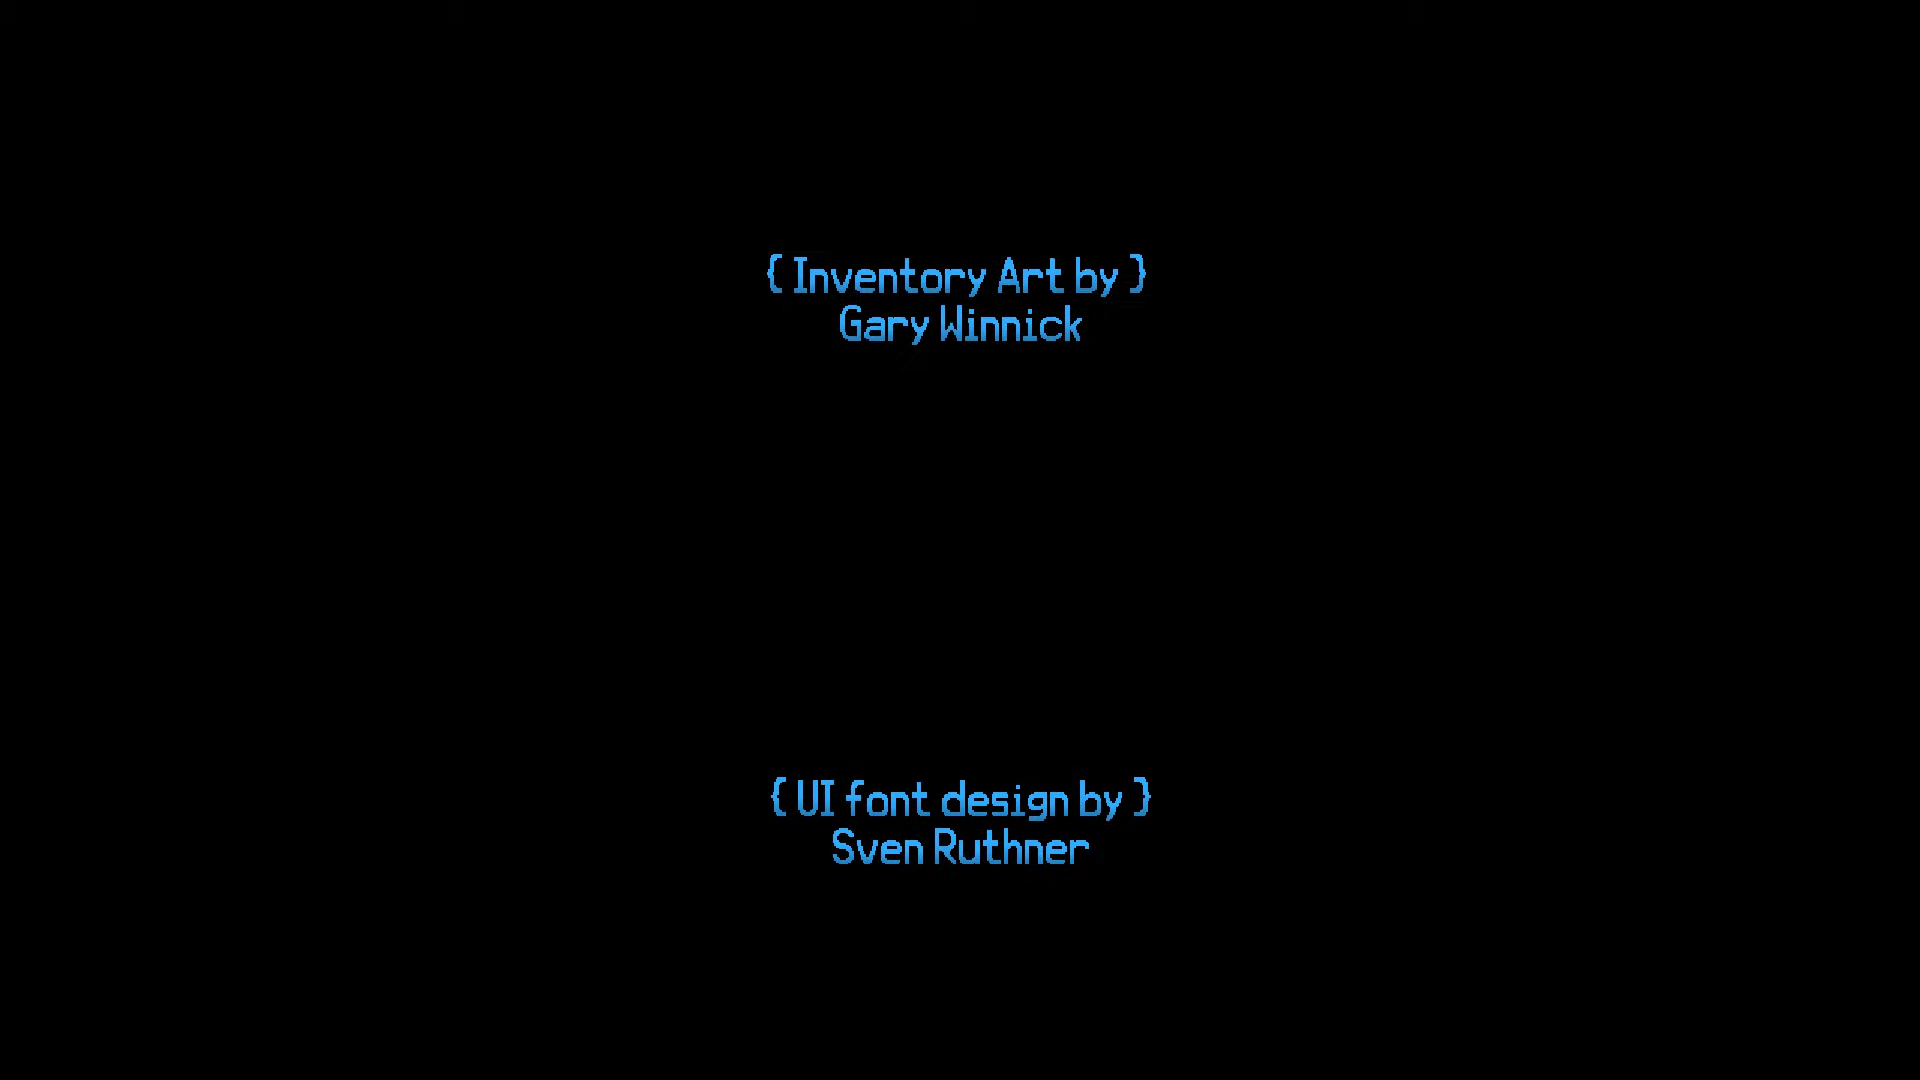 { Inventory Art by }
Gary Winnick
{ UI font design by }
Sven Ruthner